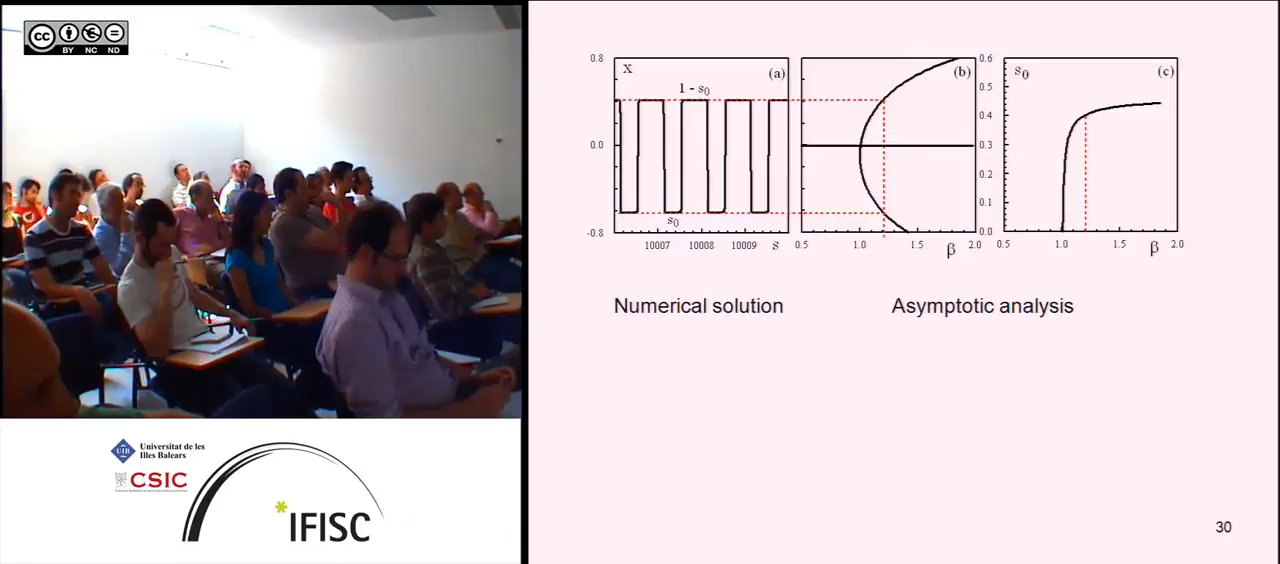 cc
BY NC ND
Universitat de les
Illes Balears
UIB
CSIC
*IFISC
0.8
0.0
-0.8
x
(a)
1 - s0
s0
10007 10008 10009 s
(b)
0.5 1.0 1.5 2.0
β
0.6
0.5
0.4
0.3
0.2
0.1
0.0
s0
(c)
0.5 1.0 1.5 2.0
β
Numerical solution
Asymptotic analysis
30